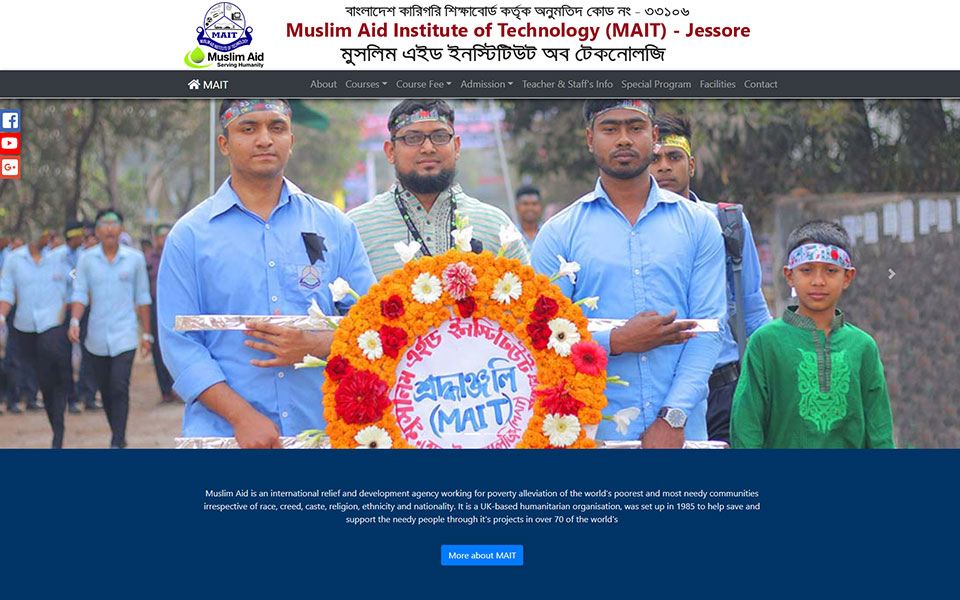 বাংলাদেশ কারিগরি শিক্ষাবোর্ড কর্তৃক অনুমতিদ কোড নং - ৩৩১০৬
Muslim Aid Institute of Technology (MAIT) - Jessore
মুসলিম এইড ইনস্টিটিউট অব টেকনোলজি
MAIT
Muslim Aid
Serving Humanity
MAIT
About Courses Course Fee Admission Teacher & Staff's Info Special Program Facilities Contact
মুসলিম এইড ইনস্টিটিউট
শ্রদ্ধাঞ্জলি
(MAIT)
Muslim Aid is an international relief and development agency working for poverty alleviation of the world's poorest and most needy communities
irrespective of race, creed, caste, religion, ethnicity and nationality. It is a UK-based humanitarian organisation, was set up in 1985 to help save and
support the needy people through it's projects in over 70 of the world's
More about MAIT